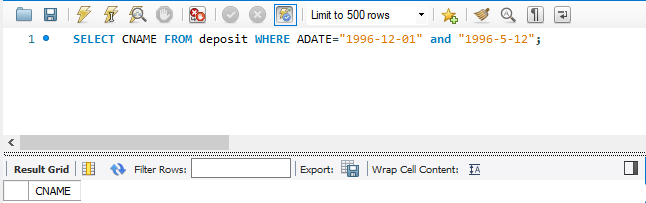 Limit to 500 rows
1 SELECT CNAME FROM deposit WHERE ADATE="1996-12-01" and "1996-5-12";
Result Grid Filter Rows: Export: Wrap Cell Content: IA
CNAME